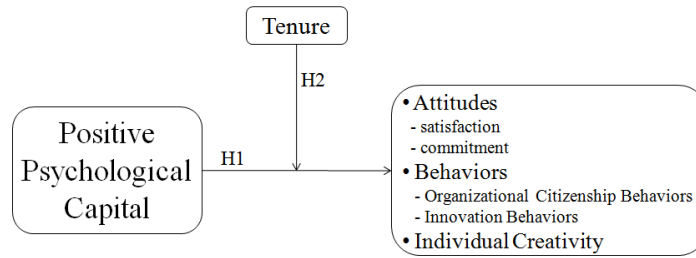 Tenure
H2
Positive
Psychological
Capital
H1
• Attitudes
- satisfaction
- commitment
• Behaviors
- Organizational Citizenship Behaviors
- Innovation Behaviors
• Individual Creativity